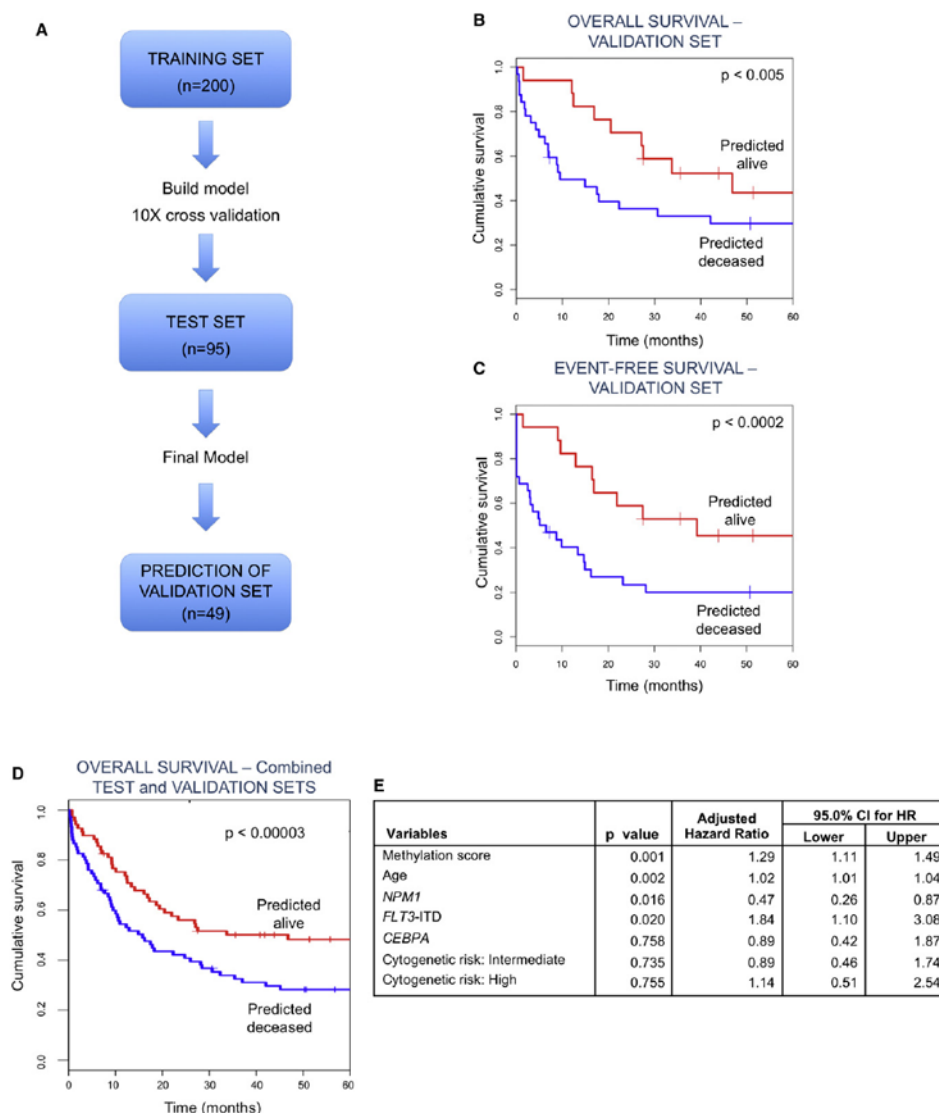 A
TRAINING SET
(n=200)
Build model
10X cross validation
TEST SET
(n=95)
Final Model
PREDICTION OF
VALIDATION SET
(n=49)
B
OVERALL SURVIVAL –
VALIDATION SET
p < 0.005
Predicted
alive
Predicted
deceased
Cumulative survival
0.0 0.2 0.4 0.6 0.8 1.0
0 10 20 30 40 50 60
Time (months)
C
EVENT-FREE SURVIVAL –
VALIDATION SET
p < 0.0002
Predicted
alive
Predicted
deceased
Cumulative survival
0.0 0.2 0.4 0.6 0.8 1.0
0 10 20 30 40 50 60
Time (months)
D
OVERALL SURVIVAL – Combined
TEST and VALIDATION SETS
p < 0.00003
Predicted
alive
Predicted
deceased
Cumulative survival
0.0 0.2 0.4 0.6 0.8 1.0
0 10 20 30 40 50 60
Time (months)
E
Variables p value Adjusted Hazard Ratio 95.0% CI for HR
Lower Upper
Methylation score 0.001 1.29 1.11 1.49
Age 0.002 1.02 1.01 1.04
NPM1 0.016 0.47 0.26 0.87
FLT3-ITD 0.020 1.84 1.10 3.08
CEBPA 0.758 0.89 0.42 1.87
Cytogenetic risk: Intermediate 0.735 0.89 0.46 1.74
Cytogenetic risk: High 0.755 1.14 0.51 2.54